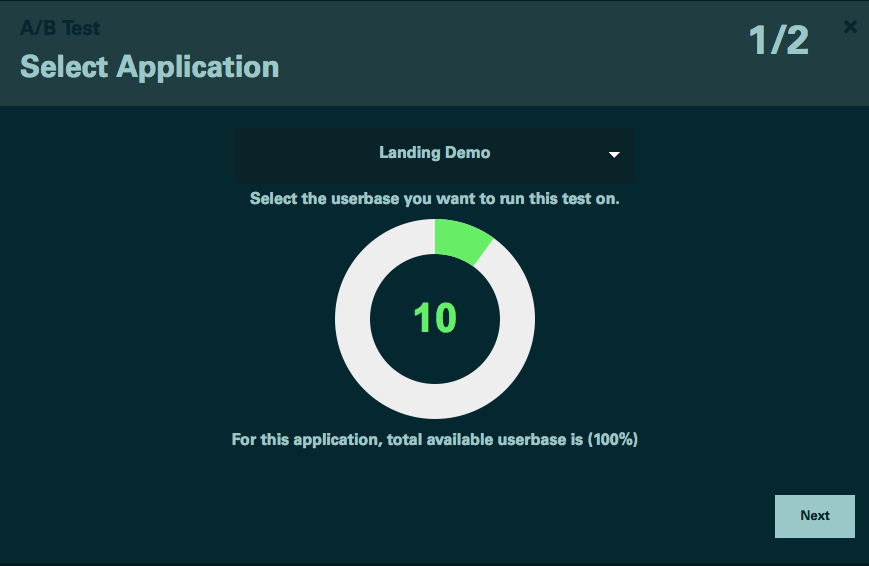 A/B Test
Select Application
1/2
×
Landing Demo
Select the userbase you want to run this test on.
10
For this application, total available userbase is (100%)
Next